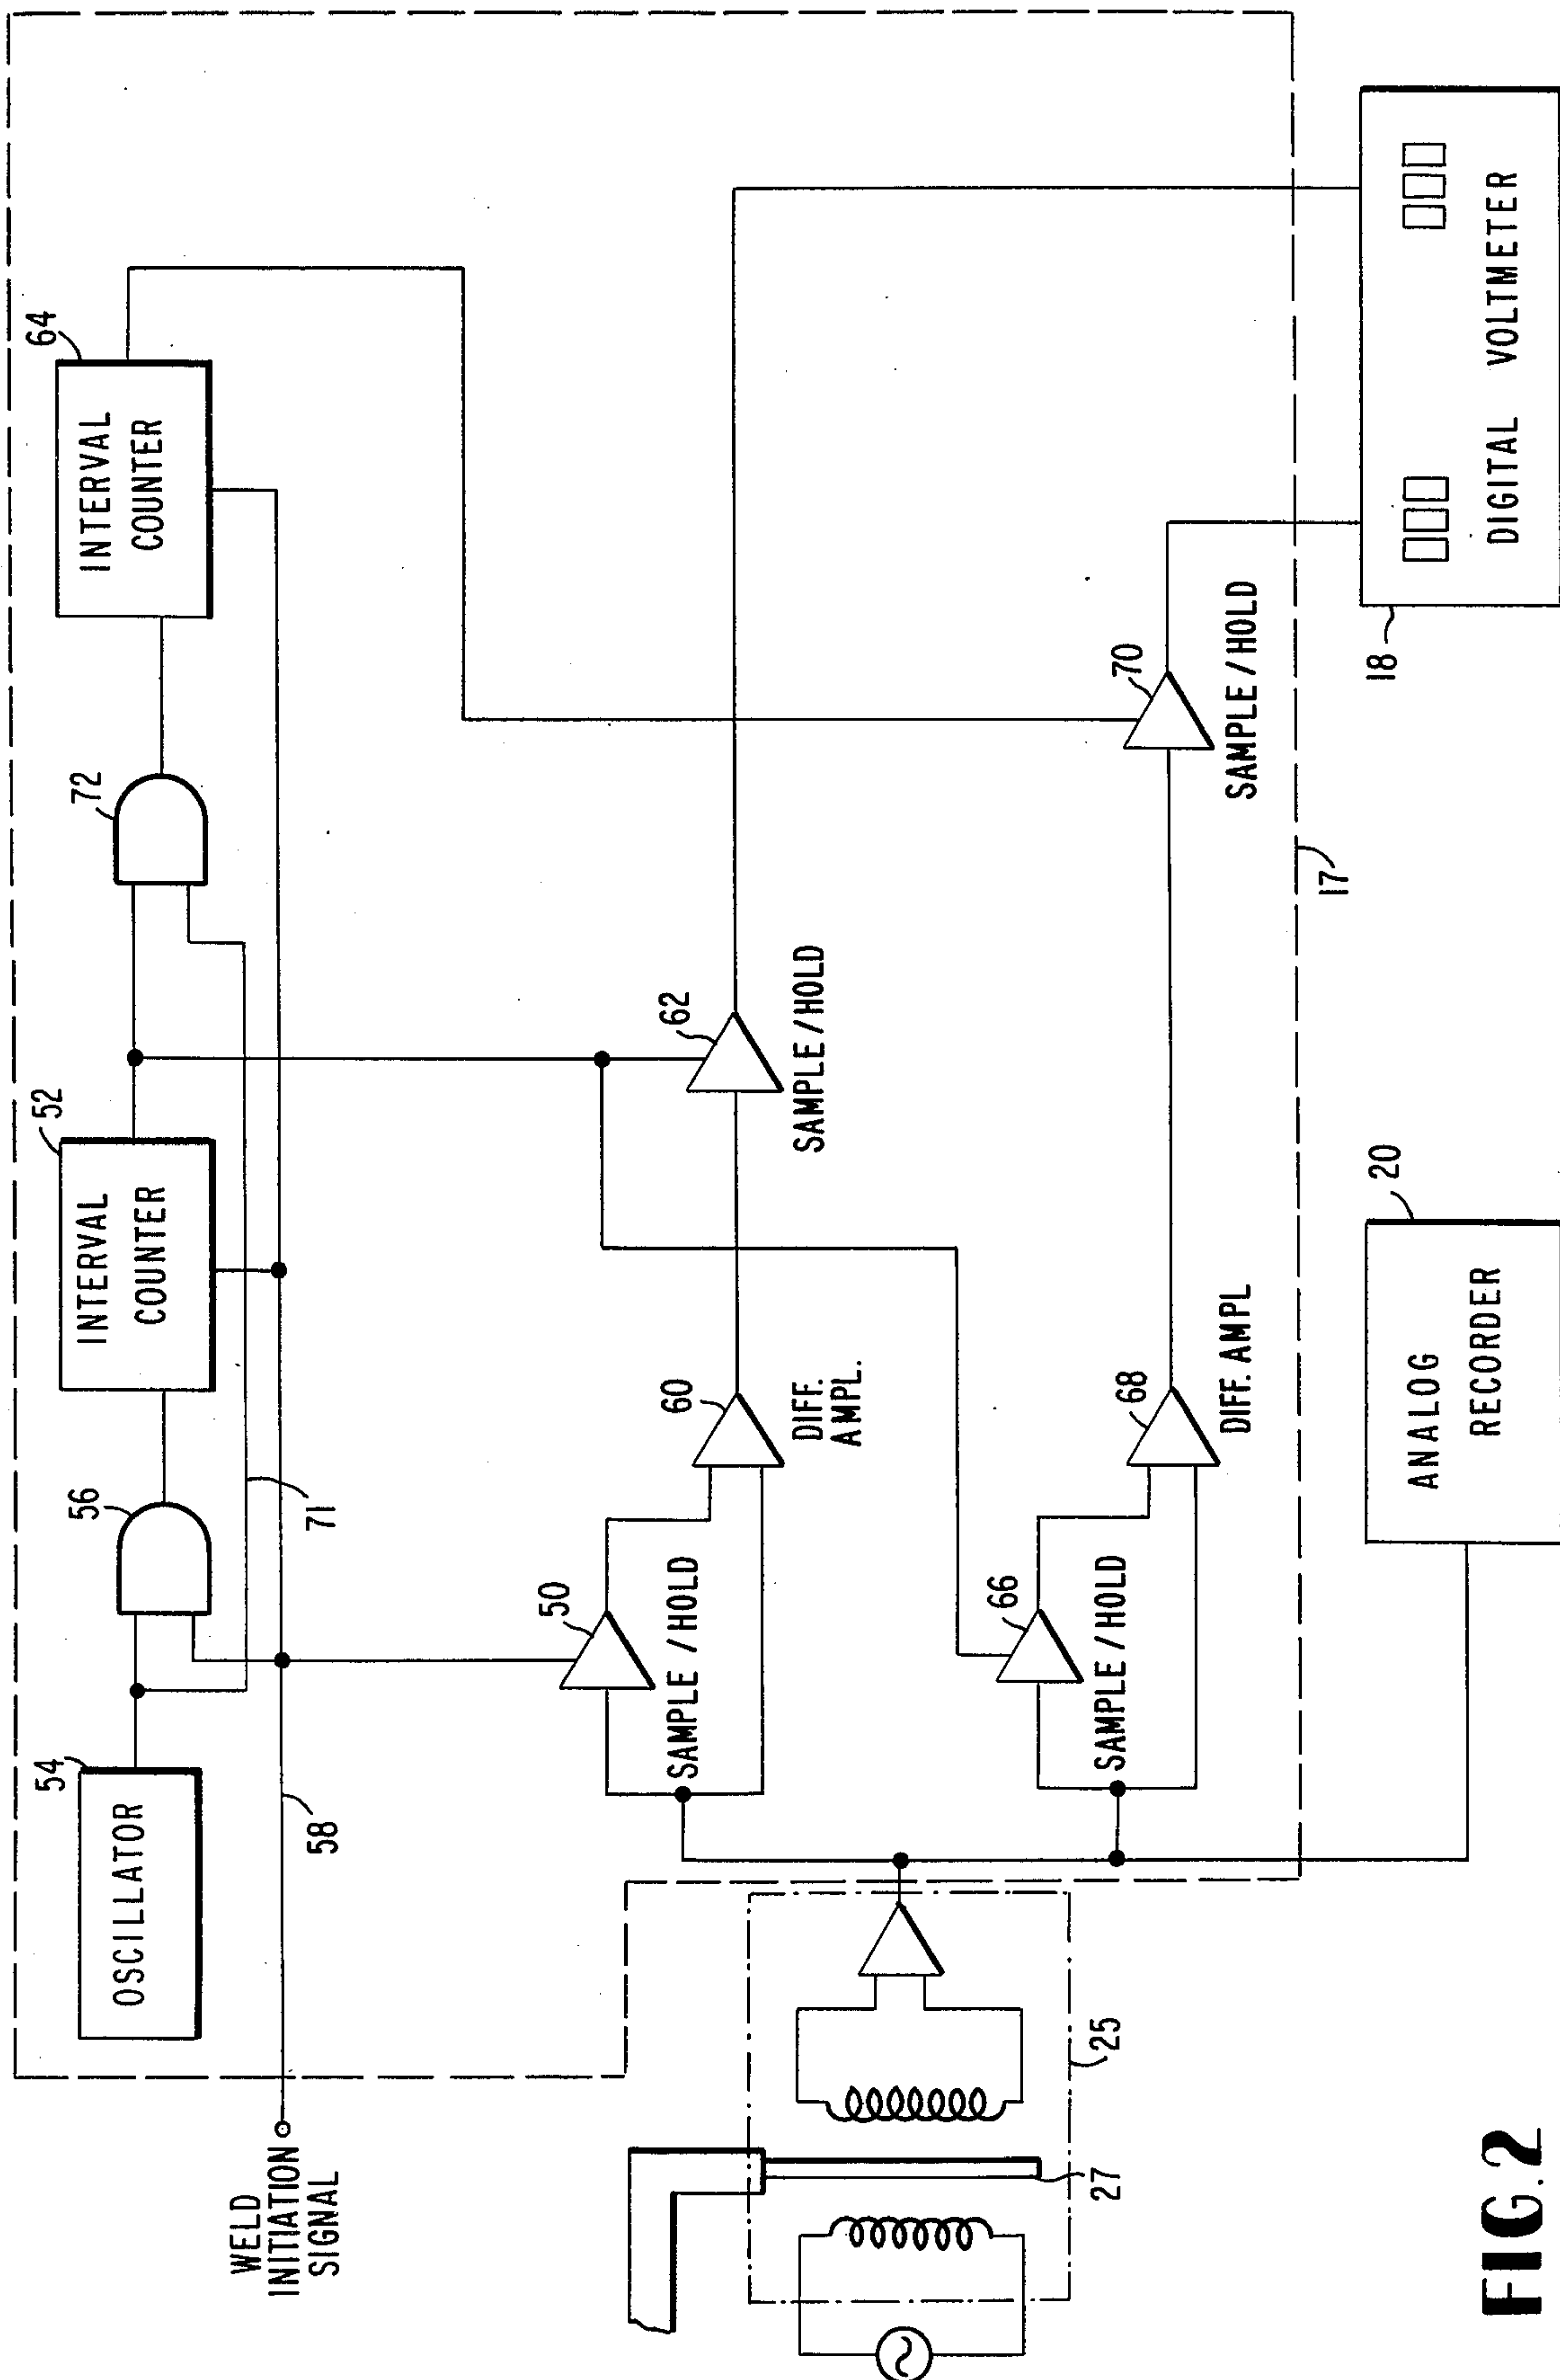 64
INTERVAL
COUNTER
72
52
INTERVAL
COUNTER
56
71
54
OSCILLATOR
58
WELD
INITIATION
SIGNAL
50
SAMPLE / HOLD
60
DIFF.
AMPL.
62
SAMPLE / HOLD
66
SAMPLE / HOLD
68
DIFF. AMPL
70
SAMPLE / HOLD
17
25
27
18
DIGITAL VOLTMETER
20
ANALOG
RECORDER
FIG. 2